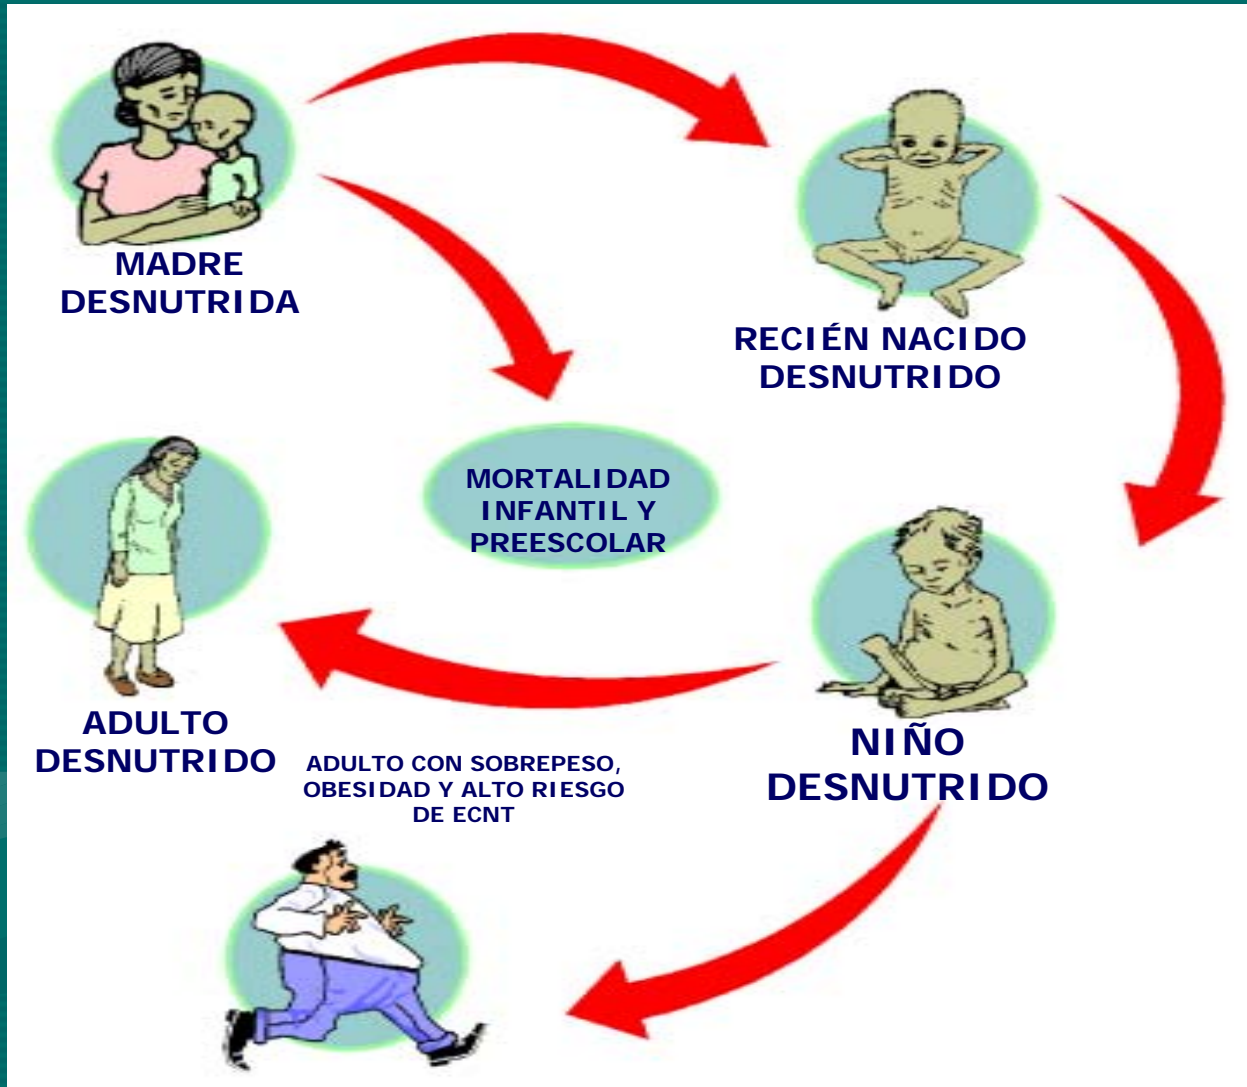 MADRE
DESNUTRIDA
RECIÉN NACIDO
DESNUTRIDO
MORTALIDAD
INFANTIL Y
PREESCOLAR
ADULTO
DESNUTRIDO
NIÑO
DESNUTRIDO
ADULTO CON SOBREPESO,
OBESIDAD Y ALTO RIESGO
DE ECNT